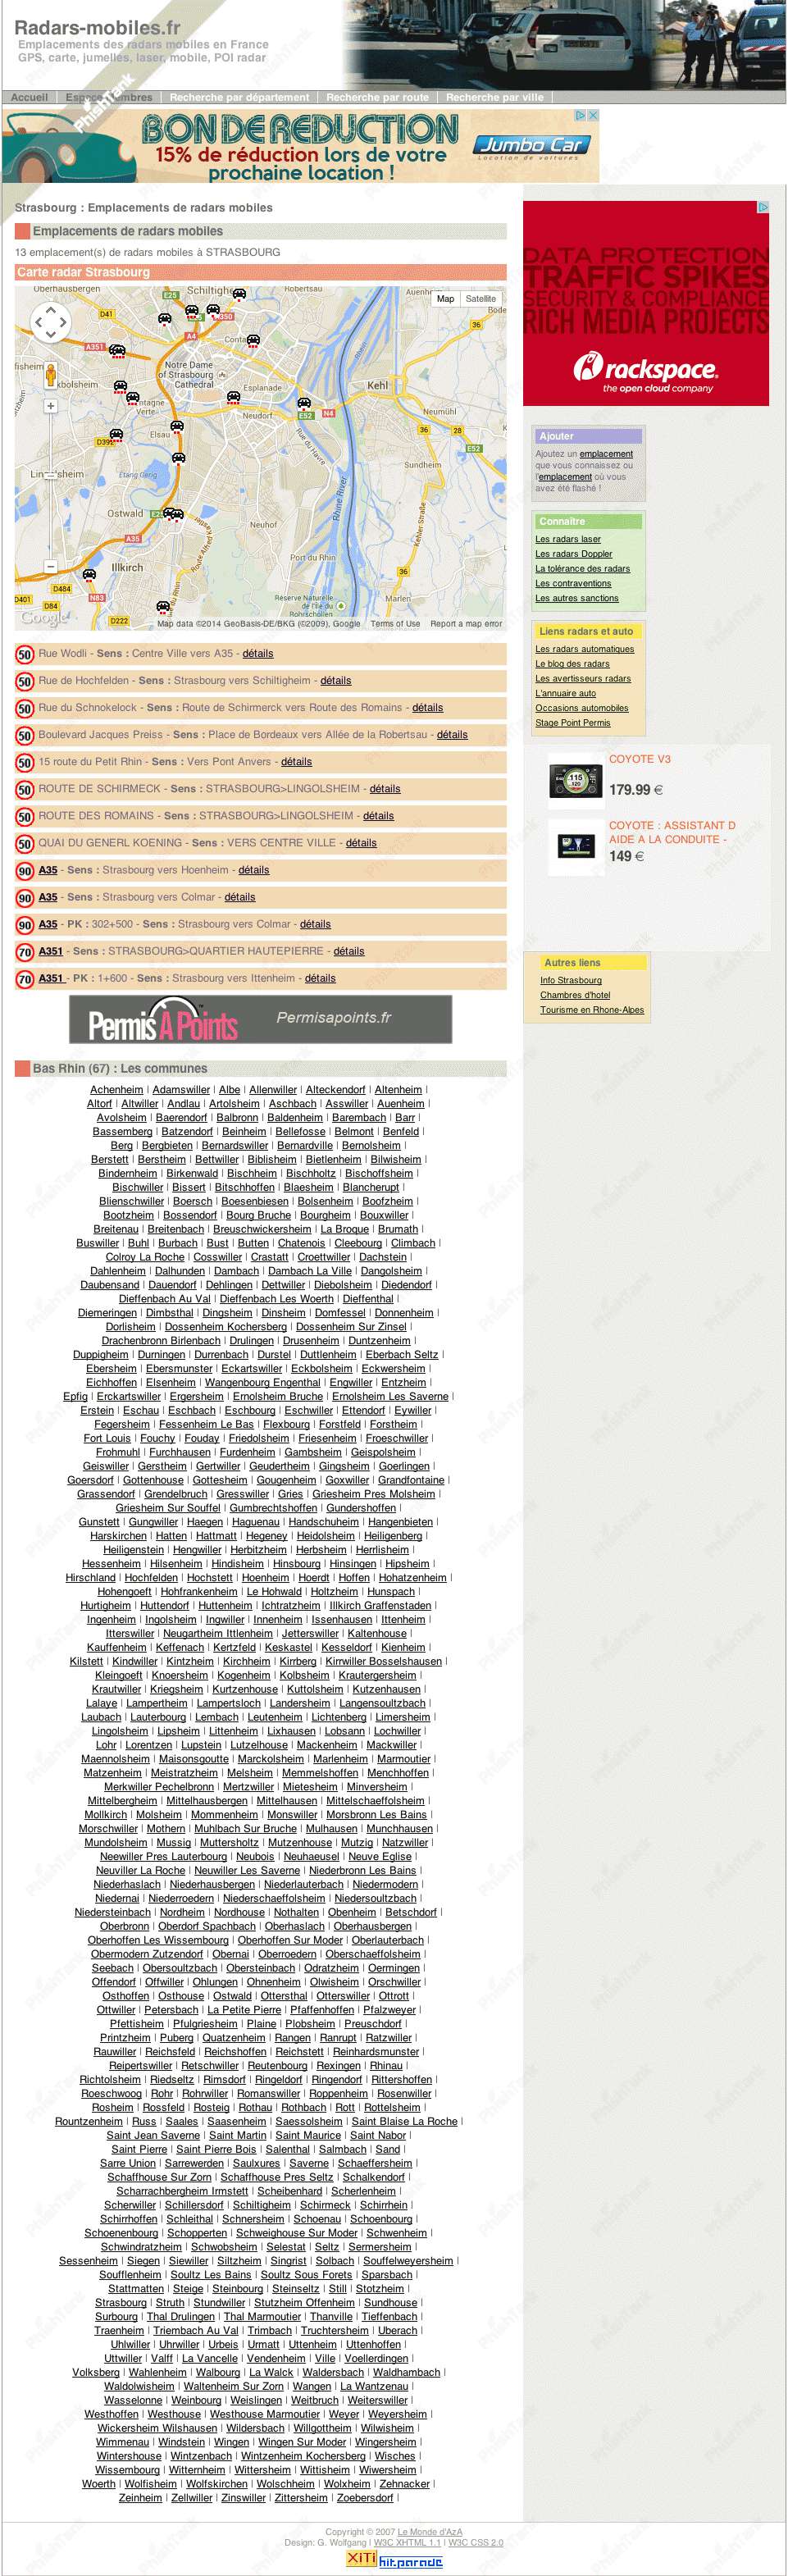 Radars-mobiles.fr
Emplacements des radars mobiles en France
GPS, carte, jumelles, laser, mobile, POI radar
PhishTank
Accueil
Recherche par département
Recherche par route
Recherche par ville
BON DE REDUCTION
15% de réduction lors de votre
prochaine location !
Jumbo Car
Location de voitures
Strasbourg : Emplacements de radars mobiles
Emplacements de radars mobiles
13 emplacement(s) de radars mobiles à STRASBOURG
Carte radar Strasbourg
Map
Satellite
Map data ©2014 GeoBasis-DE/BKG (©2009), Google Terms of Use Report a map error
50 Rue Wodli - Sens : Centre Ville vers A35 - détails
50 Rue de Hochfelden - Sens : Strasbourg vers Schiltigheim - détails
50 Rue du Schnokelock - Sens : Route de Schirmerck vers Route des Romains - détails
50 Boulevard Jacques Preiss - Sens : Place de Bordeaux vers Allée de la Robertsau - détails
50 15 route du Petit Rhin - Sens : Vers Pont Anvers - détails
50 ROUTE DE SCHIRMECK - Sens : STRASBOURG>LINGOLSHEIM - détails
50 ROUTE DES ROMAINS - Sens : STRASBOURG>LINGOLSHEIM - détails
50 QUAI DU GENERL KOENING - Sens : VERS CENTRE VILLE - détails
90 A35 - Sens : Strasbourg vers Hoenheim - détails
90 A35 - Sens : Strasbourg vers Colmar - détails
90 A35 - PK : 302+500 - Sens : Strasbourg vers Colmar - détails
70 A351 - Sens : STRASBOURG>QUARTIER HAUTEPIERRE - détails
70 A351 - PK : 1+600 - Sens : Strasbourg vers Ittenheim - détails
Permis A Points Permisapoints.fr
DATA PROTECTION
TRAFFIC SPIKES
RICH MEDIA PROJECTS
rackspace
the open cloud company
Ajouter
Ajoutez un emplacement
que vous connaissez ou
l'emplacement où vous
avez été flashé !
Connaître
Les radars laser
Les radars Doppler
La tolérance des radars
Les contraventions
Les autres sanctions
Liens radars et auto
Les radars automatiques
Le blog des radars
Les avertisseurs radars
L'annuaire auto
Occasions automobiles
Stage Point Permis
COYOTE V3
179.99 €
COYOTE : ASSISTANT D
AIDE A LA CONDUITE -
149 €
Autres liens
Info Strasbourg
Chambres d'hotel
Tourisme en Rhone-Alpes
Bas Rhin (67) : Les communes
Achenheim | Adamswiller | Albe | Allenwiller | Alteckendorf | Altenheim |
Altorf | Altwiller | Andlau | Artolsheim | Aschbach | Asswiller | Auenheim |
Avolsheim | Baerendorf | Balbronn | Baldenheim | Barembach | Barr |
Bassemberg | Batzendorf | Beinheim | Bellefosse | Belmont | Benfeld |
Berg | Bergbieten | Bernardswiller | Bernardville | Bernolsheim |
Berstett | Berstheim | Bettwiller | Biblisheim | Bietlenheim | Bilwisheim |
Bindernheim | Birkenwald | Bischheim | Bischholtz | Bischoffsheim |
Bischwiller | Bissert | Bitschhoffen | Blaesheim | Blancherupt |
Blienschwiller | Boersch | Boesenbiesen | Bolsenheim | Boofzheim |
Bootzheim | Bossendorf | Bourg Bruche | Bourgheim | Bouxwiller |
Breitenau | Breitenbach | Breuschwickersheim | La Broque | Brumath |
Buswiller | Buhl | Burbach | Bust | Butten | Chatenois | Cleebourg | Climbach |
Colroy La Roche | Cosswiller | Crastatt | Croettwiller | Dachstein |
Dahlenheim | Dalhunden | Dambach | Dambach La Ville | Dangolsheim |
Daubensand | Dauendorf | Dehlingen | Dettwiller | Diebolsheim | Diedendorf |
Dieffenbach Au Val | Dieffenbach Les Woerth | Dieffenthal |
Diemeringen | Dimbsthal | Dingsheim | Dinsheim | Domfessel | Donnenheim |
Dorlisheim | Dossenheim Kochersberg | Dossenheim Sur Zinsel |
Drachenbronn Birlenbach | Drulingen | Drusenheim | Duntzenheim |
Duppigheim | Durningen | Durrenbach | Durstel | Duttlenheim | Eberbach Seltz |
Ebersheim | Ebersmunster | Eckartswiller | Eckbolsheim | Eckwersheim |
Eichhoffen | Elsenheim | Wangenbourg Engenthal | Engwiller | Entzheim |
Epfig | Erckartswiller | Ergersheim | Ernolsheim Bruche | Ernolsheim Les Saverne |
Erstein | Eschau | Eschbach | Eschbourg | Eschwiller | Ettendorf | Eywiller |
Fegersheim | Fessenheim Le Bas | Flexbourg | Forstfeld | Forstheim |
Fort Louis | Fouchy | Fouday | Friedolsheim | Friesenheim | Froeschwiller |
Frohmuhl | Furchhausen | Furdenheim | Gambsheim | Geispolsheim |
Geiswiller | Gerstheim | Gertwiller | Geudertheim | Gingsheim | Goerlingen |
Goersdorf | Gottenhouse | Gottesheim | Gougenheim | Goxwiller | Grandfontaine |
Grassendorf | Grendelbruch | Gresswiller | Gries | Griesheim Pres Molsheim |
Griesheim Sur Souffel | Gumbrechtshoffen | Gundershoffen |
Gunstett | Gungwiller | Haegen | Haguenau | Handschuheim | Hangenbieten |
Harskirchen | Hatten | Hattmatt | Hegeney | Heidolsheim | Heiligenberg |
Heiligenstein | Hengwiller | Herbitzheim | Herbsheim | Herrlisheim |
Hessenheim | Hilsenheim | Hindisheim | Hinsbourg | Hinsingen | Hipsheim |
Hirschland | Hochfelden | Hochstett | Hoenheim | Hoerdt | Hoffen | Hohatzenheim |
Hohengoeft | Hohfrankenheim | Le Hohwald | Holtzheim | Hunspach |
Hurtigheim | Huttendorf | Huttenheim | Ichtratzheim | Illkirch Graffenstaden |
Ingenheim | Ingolsheim | Ingwiller | Innenheim | Issenhausen | Ittenheim |
Itterswiller | Neugartheim Ittlenheim | Jetterswiller | Kaltenhouse |
Kauffenheim | Keffenach | Kertzfeld | Keskastel | Kesseldorf | Kienheim |
Kilstett | Kindwiller | Kintzheim | Kirchheim | Kirrberg | Kirrwiller Bosselshausen |
Kleingoeft | Knoersheim | Kogenheim | Kolbsheim | Krautergersheim |
Krautwiller | Kriegsheim | Kurtzenhouse | Kuttolsheim | Kutzenhausen |
Lalaye | Lampertheim | Lampertsloch | Landersheim | Langensoultzbach |
Laubach | Lauterbourg | Lembach | Leutenheim | Lichtenberg | Limersheim |
Lingolsheim | Lipsheim | Littenheim | Lixhausen | Lobsann | Lochwiller |
Lohr | Lorentzen | Lupstein | Lutzelhouse | Mackenheim | Mackwiller |
Maennolsheim | Maisonsgoutte | Marckolsheim | Marlenheim | Marmoutier |
Matzenheim | Meistratzheim | Melsheim | Memmelshoffen | Menchhoffen |
Merkwiller Pechelbronn | Mertzwiller | Mietesheim | Minversheim |
Mittelbergheim | Mittelhausbergen | Mittelhausen | Mittelschaeffolsheim |
Mollkirch | Molsheim | Mommenheim | Monswiller | Morsbronn Les Bains |
Morschwiller | Mothern | Muhlbach Sur Bruche | Mulhausen | Munchhausen |
Mundolsheim | Mussig | Muttersholtz | Mutzenhouse | Mutzig | Natzwiller |
Neewiller Pres Lauterbourg | Neubois | Neuhaeusel | Neuve Eglise |
Neuviller La Roche | Neuwiller Les Saverne | Niederbronn Les Bains |
Niederhaslach | Niederhausbergen | Niederlauterbach | Niedermodern |
Niedernai | Niederroedern | Niederschaeffolsheim | Niedersoultzbach |
Niedersteinbach | Nordheim | Nordhouse | Nothalten | Obenheim | Betschdorf |
Oberbronn | Oberdorf Spachbach | Oberhaslach | Oberhausbergen |
Oberhoffen Les Wissembourg | Oberhoffen Sur Moder | Oberlauterbach |
Obermodern Zutzendorf | Obernai | Oberroedern | Oberschaeffolsheim |
Seebach | Obersoultzbach | Obersteinbach | Odratzheim | Oermingen |
Offendorf | Offwiller | Ohlungen | Ohnenheim | Olwisheim | Orschwiller |
Osthoffen | Osthouse | Ostwald | Ottersthal | Otterswiller | Ottrott |
Ottwiller | Petersbach | La Petite Pierre | Pfaffenhoffen | Pfalzweyer |
Pfettisheim | Pfulgriesheim | Plaine | Plobsheim | Preuschdorf |
Printzheim | Puberg | Quatzenheim | Rangen | Ranrupt | Ratzwiller |
Rauwiller | Reichsfeld | Reichshoffen | Reichstett | Reinhardsmunster |
Reipertswiller | Retschwiller | Reutenbourg | Rexingen | Rhinau |
Richtolsheim | Riedseltz | Rimsdorf | Ringeldorf | Ringendorf | Rittershoffen |
Roeschwoog | Rohr | Rohrwiller | Romanswiller | Roppenheim | Rosenwiller |
Rosheim | Rossfeld | Rosteig | Rothau | Rothbach | Rott | Rottelsheim |
Rountzenheim | Russ | Saales | Saasenheim | Saessolsheim | Saint Blaise La Roche |
Saint Jean Saverne | Saint Martin | Saint Maurice | Saint Nabor |
Saint Pierre | Saint Pierre Bois | Salenthal | Salmbach | Sand |
Sarre Union | Sarrewerden | Saulxures | Saverne | Schaeffersheim |
Schaffhouse Sur Zorn | Schaffhouse Pres Seltz | Schalkendorf |
Scharrachbergheim Irmstett | Scheibenhard | Scherlenheim |
Scherwiller | Schillersdorf | Schiltigheim | Schirmeck | Schirrhein |
Schirrhoffen | Schleithal | Schnersheim | Schoenau | Schoenbourg |
Schoenenbourg | Schopperten | Schweighouse Sur Moder | Schwenheim |
Schwindratzheim | Schwobsheim | Selestat | Seltz | Sermersheim |
Sessenheim | Siegen | Siewiller | Siltzheim | Singrist | Solbach | Souffelweyersheim |
Soufflenheim | Soultz Les Bains | Soultz Sous Forets | Sparsbach |
Stattmatten | Steige | Steinbourg | Steinseltz | Still | Stotzheim |
Strasbourg | Struth | Stundwiller | Stutzheim Offenheim | Sundhouse |
Surbourg | Thal Drulingen | Thal Marmoutier | Thanville | Tieffenbach |
Traenheim | Triembach Au Val | Trimbach | Truchtersheim | Uberach |
Uhlwiller | Uhrwiller | Urbeis | Urmatt | Uttenheim | Uttenhoffen |
Uttwiller | Valff | La Vancelle | Vendenheim | Ville | Voellerdingen |
Volksberg | Wahlenheim | Walbourg | La Walck | Waldersbach | Waldhambach |
Waldolwisheim | Waltenheim Sur Zorn | Wangen | La Wantzenau |
Wasselonne | Weinbourg | Weislingen | Weitbruch | Weiterswiller |
Westhoffen | Westhouse | Westhouse Marmoutier | Weyer | Weyersheim |
Wickersheim Wilshausen | Wildersbach | Willgottheim | Wilwisheim |
Wimmenau | Windstein | Wingen | Wingen Sur Moder | Wingersheim |
Wintershouse | Wintzenbach | Wintzenheim Kochersberg | Wisches |
Wissembourg | Witternheim | Wittersheim | Wittisheim | Wiwersheim |
Woerth | Wolfisheim | Wolfskirchen | Wolschheim | Wolxheim | Zehnacker |
Zeinheim | Zellwiller | Zinswiller | Zittersheim | Zoebersdorf |
Copyright © 2007 Le Monde d'AzA
Design: G. Wolfgang | W3C XHTML 1.1 | W3C CSS 2.0
XiTi hitparade